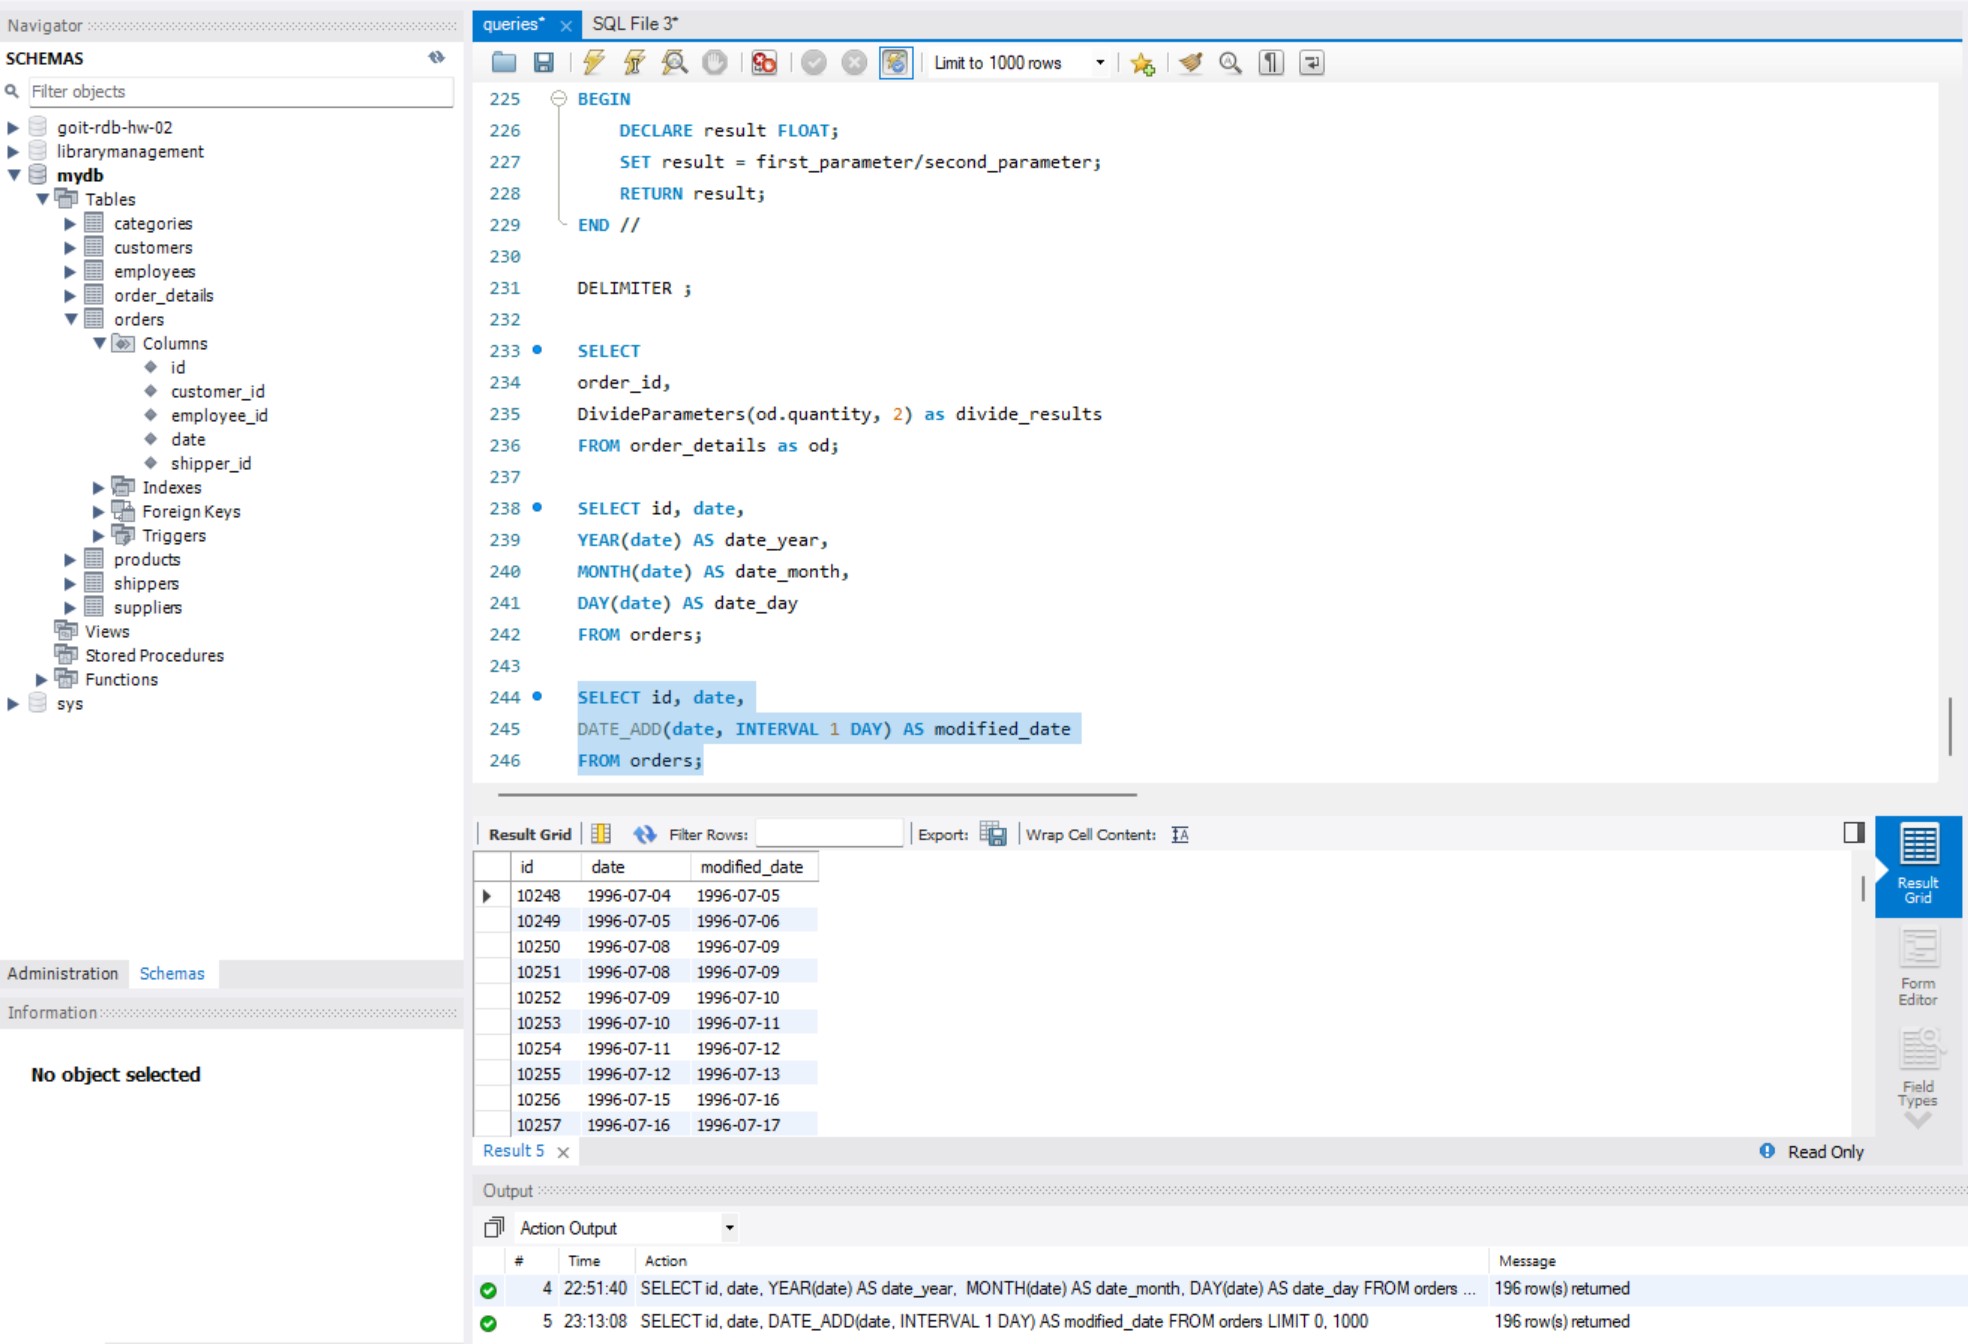 Navigator
SCHEMAS
Filter objects
goit-rdb-hw-02
librarymanagement
mydb
Tables
categories
customers
employees
order_details
orders
Columns
id
customer_id
employee_id
date
shipper_id
Indexes
Foreign Keys
Triggers
products
shippers
suppliers
Views
Stored Procedures
Functions
sys
Administration Schemas
Information
No object selected
queries* SQL File 3*
Limit to 1000 rows
225 BEGIN
226 DECLARE result FLOAT;
227 SET result = first_parameter/second_parameter;
228 RETURN result;
229 END //
230
231 DELIMITER ;
232
233 SELECT
234 order_id,
235 DivideParameters(od.quantity, 2) as divide_results
236 FROM order_details as od;
237
238 SELECT id, date,
239 YEAR(date) AS date_year,
240 MONTH(date) AS date_month,
241 DAY(date) AS date_day
242 FROM orders;
243
244 SELECT id, date,
245 DATE_ADD(date, INTERVAL 1 DAY) AS modified_date
246 FROM orders;
Result Grid Filter Rows: Export: Wrap Cell Content:
id date modified_date
10248 1996-07-04 1996-07-05
10249 1996-07-05 1996-07-06
10250 1996-07-08 1996-07-09
10251 1996-07-08 1996-07-09
10252 1996-07-09 1996-07-10
10253 1996-07-10 1996-07-11
10254 1996-07-11 1996-07-12
10255 1996-07-12 1996-07-13
10256 1996-07-15 1996-07-16
10257 1996-07-16 1996-07-17
Result
Grid
Form
Editor
Field
Types
Result 5 Read Only
Output
Action Output
# Time Action Message
4 22:51:40 SELECT id, date, YEAR(date) AS date_year, MONTH(date) AS date_month, DAY(date) AS date_day FROM orders ... 196 row(s) returned
5 23:13:08 SELECT id, date, DATE_ADD(date, INTERVAL 1 DAY) AS modified_date FROM orders LIMIT 0, 1000 196 row(s) returned